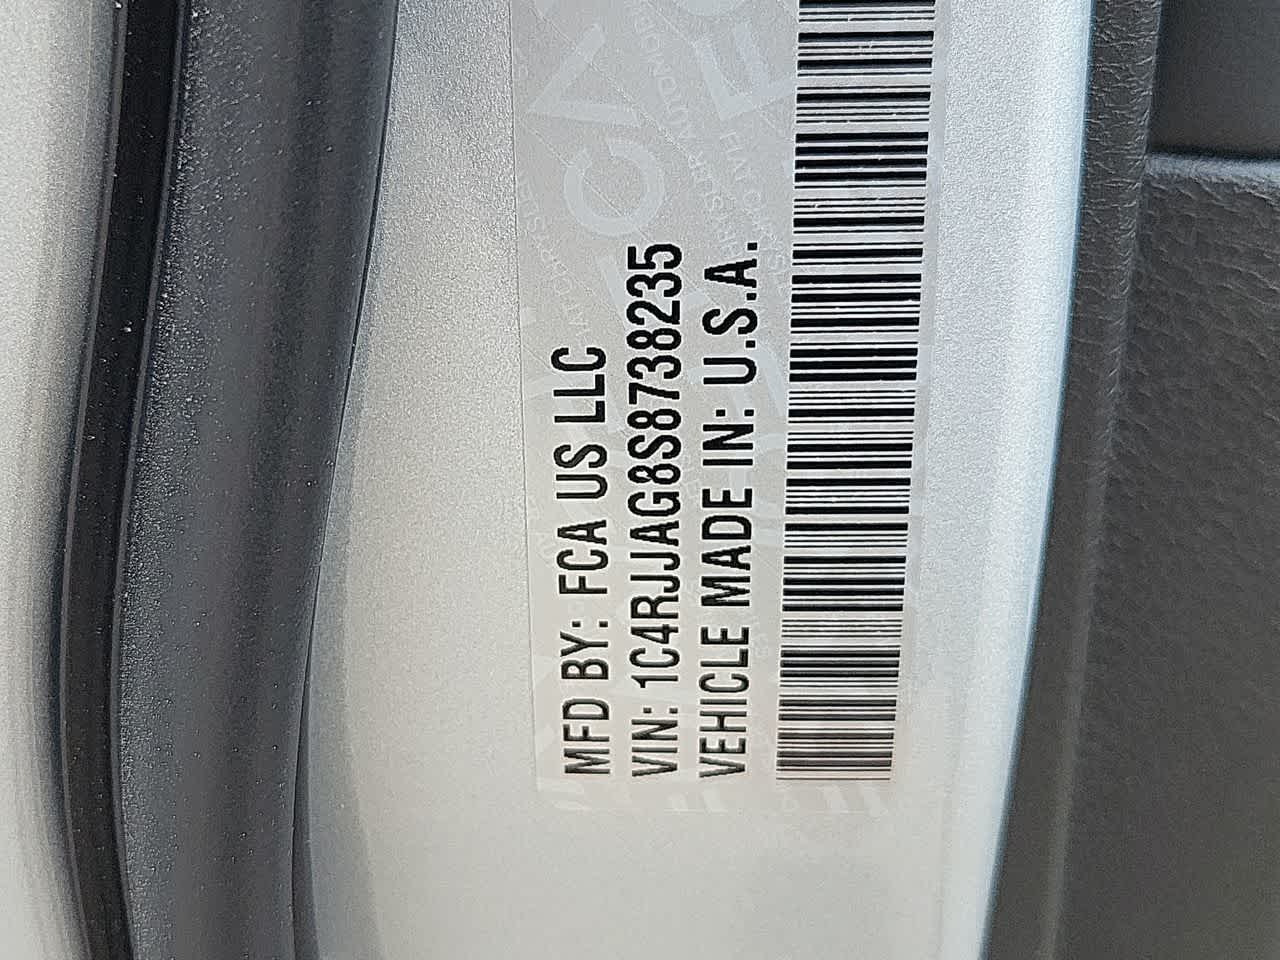 MFD BY: FCA US LLC
VIN: 1C4RJJAG8S8738235
VEHICLE MADE IN: U.S.A.